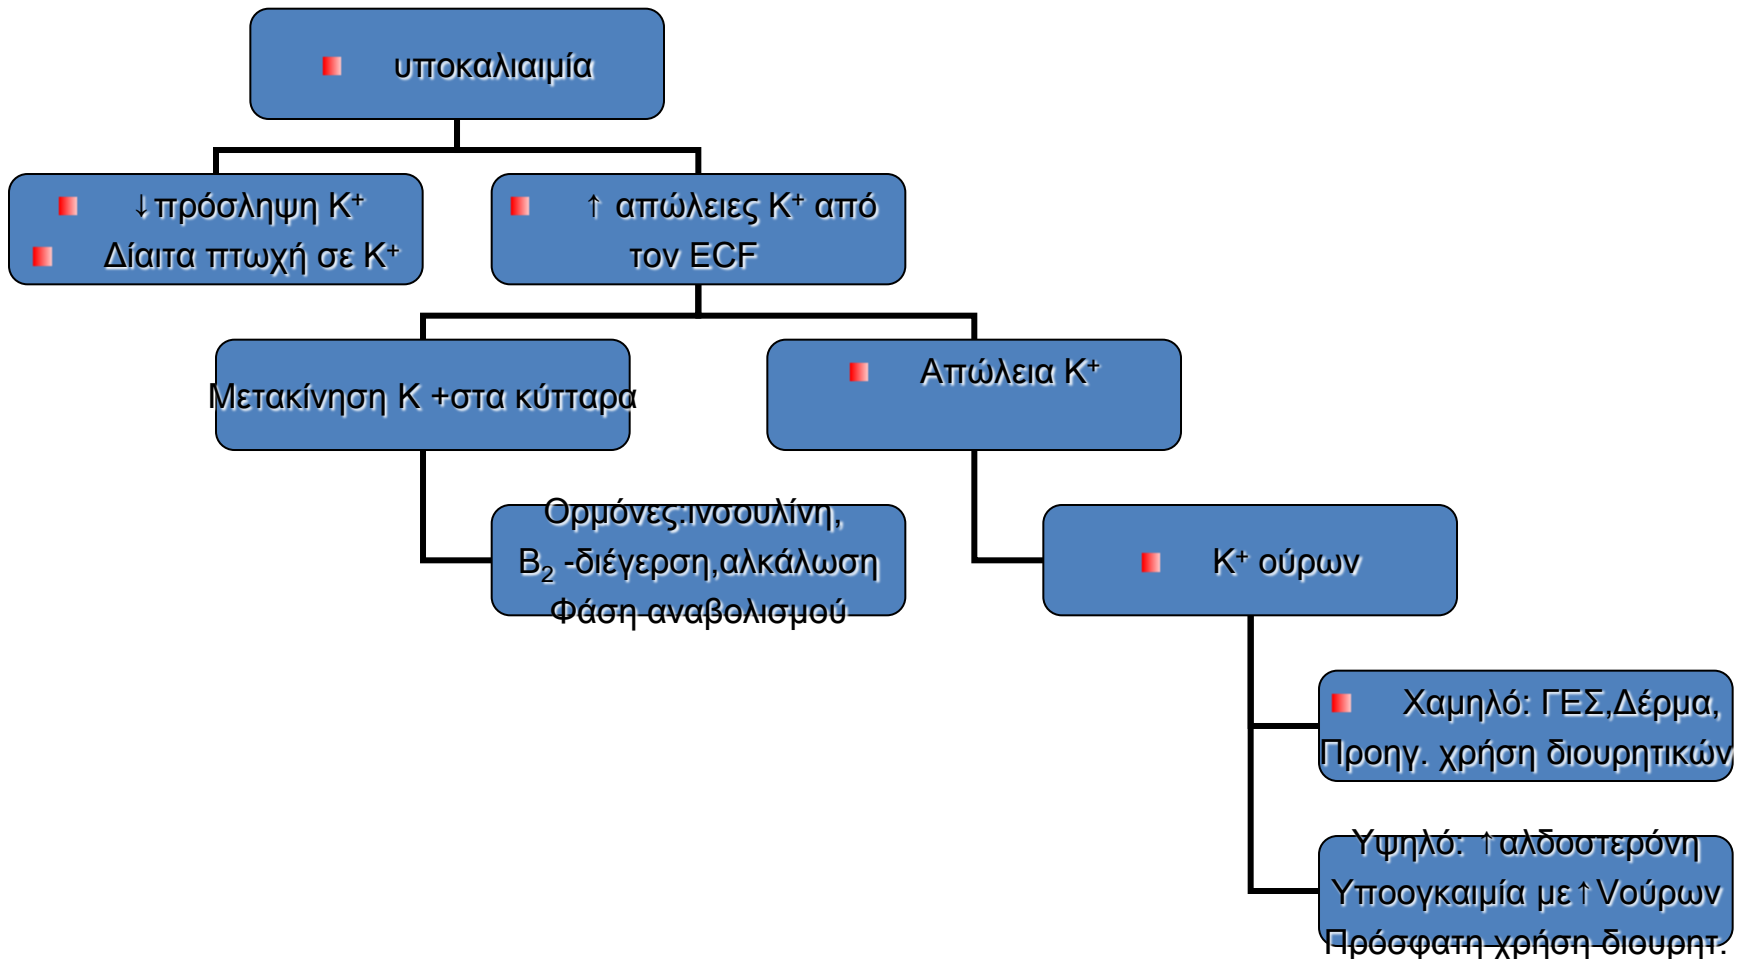 υποκαλιαιμία
↓πρόσληψη Κ⁺
Δίαιτα πτωχή σε Κ⁺
↑ απώλειες Κ⁺ από
τον ECF
Μετακίνηση Κ +στα κύτταρα
Απώλεια Κ⁺
Ορμόνες:ινσουλίνη,
Β₂ -διέγερση,αλκάλωση
Φάση αναβολισμού
Κ⁺ ούρων
Χαμηλό: ΓΕΣ,Δέρμα,
Προηγ. χρήση διουρητικών
Υψηλό: ↑αλδοστερόνη
Υποογκαιμία με↑Vούρων
Πρόσφατη χρήση διουρητ.